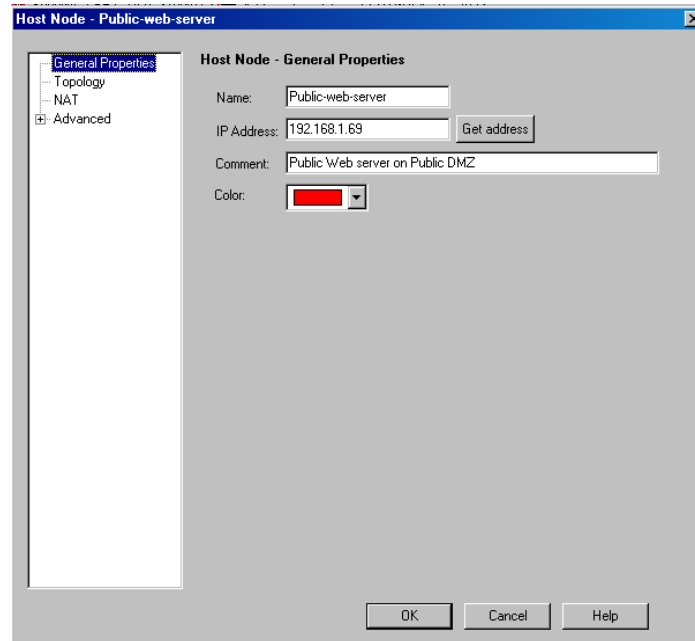 Host Node - Public-web-server
General Properties
Topology
NAT
Advanced
Host Node - General Properties
Name: Public-web-server
IP Address: 192.168.1.69 Get address
Comment: Public Web server on Public DMZ
Color:
OK Cancel Help